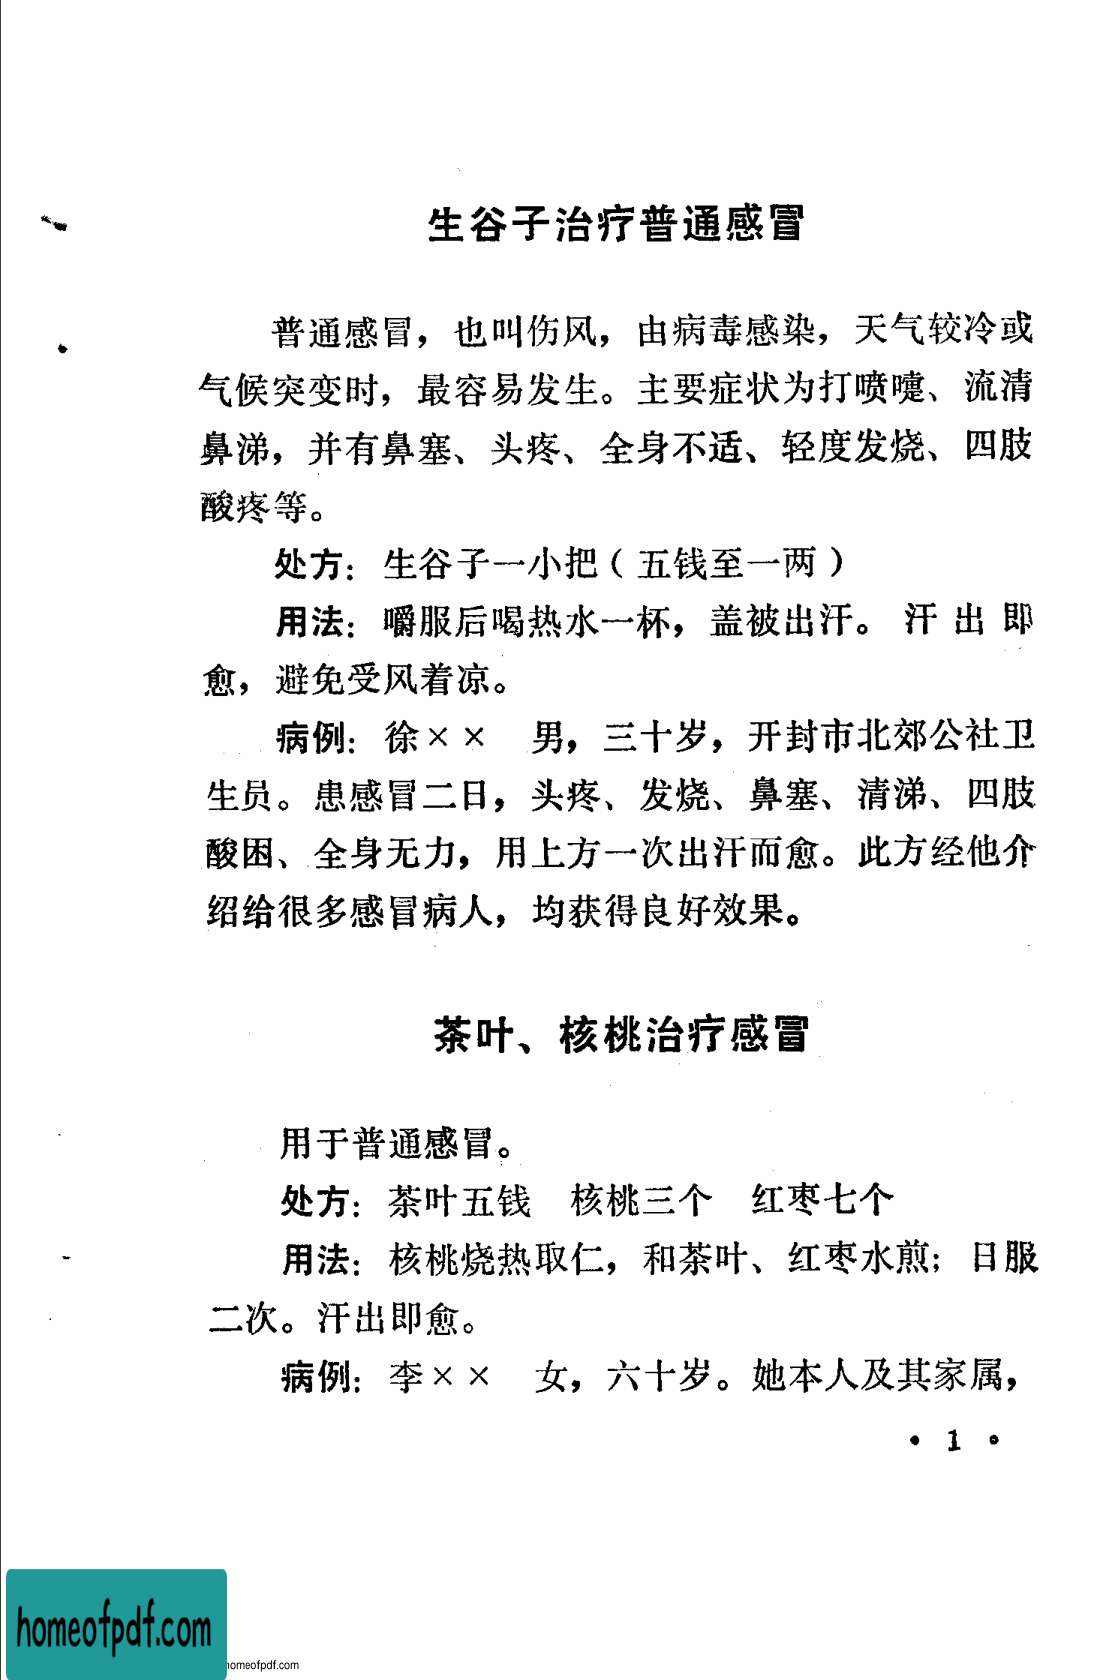 生谷子治疗普通感冒
普通感冒，也叫伤风，由病毒感染，天气较冷或
气候突变时，最容易发生。主要症状为打喷嚏、流清
鼻涕，并有鼻塞、头疼、全身不适、轻度发烧、四肢
酸疼等。
处方：生谷子一小把（五钱至一两）
用法：嚼服后喝热水一杯，盖被出汗。汗出即
愈，避免受风着凉。
病例：徐×× 男，三十岁，开封市北郊公社卫
生员。患感冒二日，头疼、发烧、鼻塞、清涕、四肢
酸困、全身无力，用上方一次出汗而愈。此方经他介
绍给很多感冒病人，均获得良好效果。
茶叶、核桃治疗感冒
用于普通感冒。
处方：茶叶五钱 核桃三个 红枣七个
用法：核桃烧热取仁，和茶叶、红枣水煎；日服
二次。汗出即愈。
病例：李×× 女，六十岁。她本人及其家属，
• 1 •
homeofpdf.com
homeofpdf.com